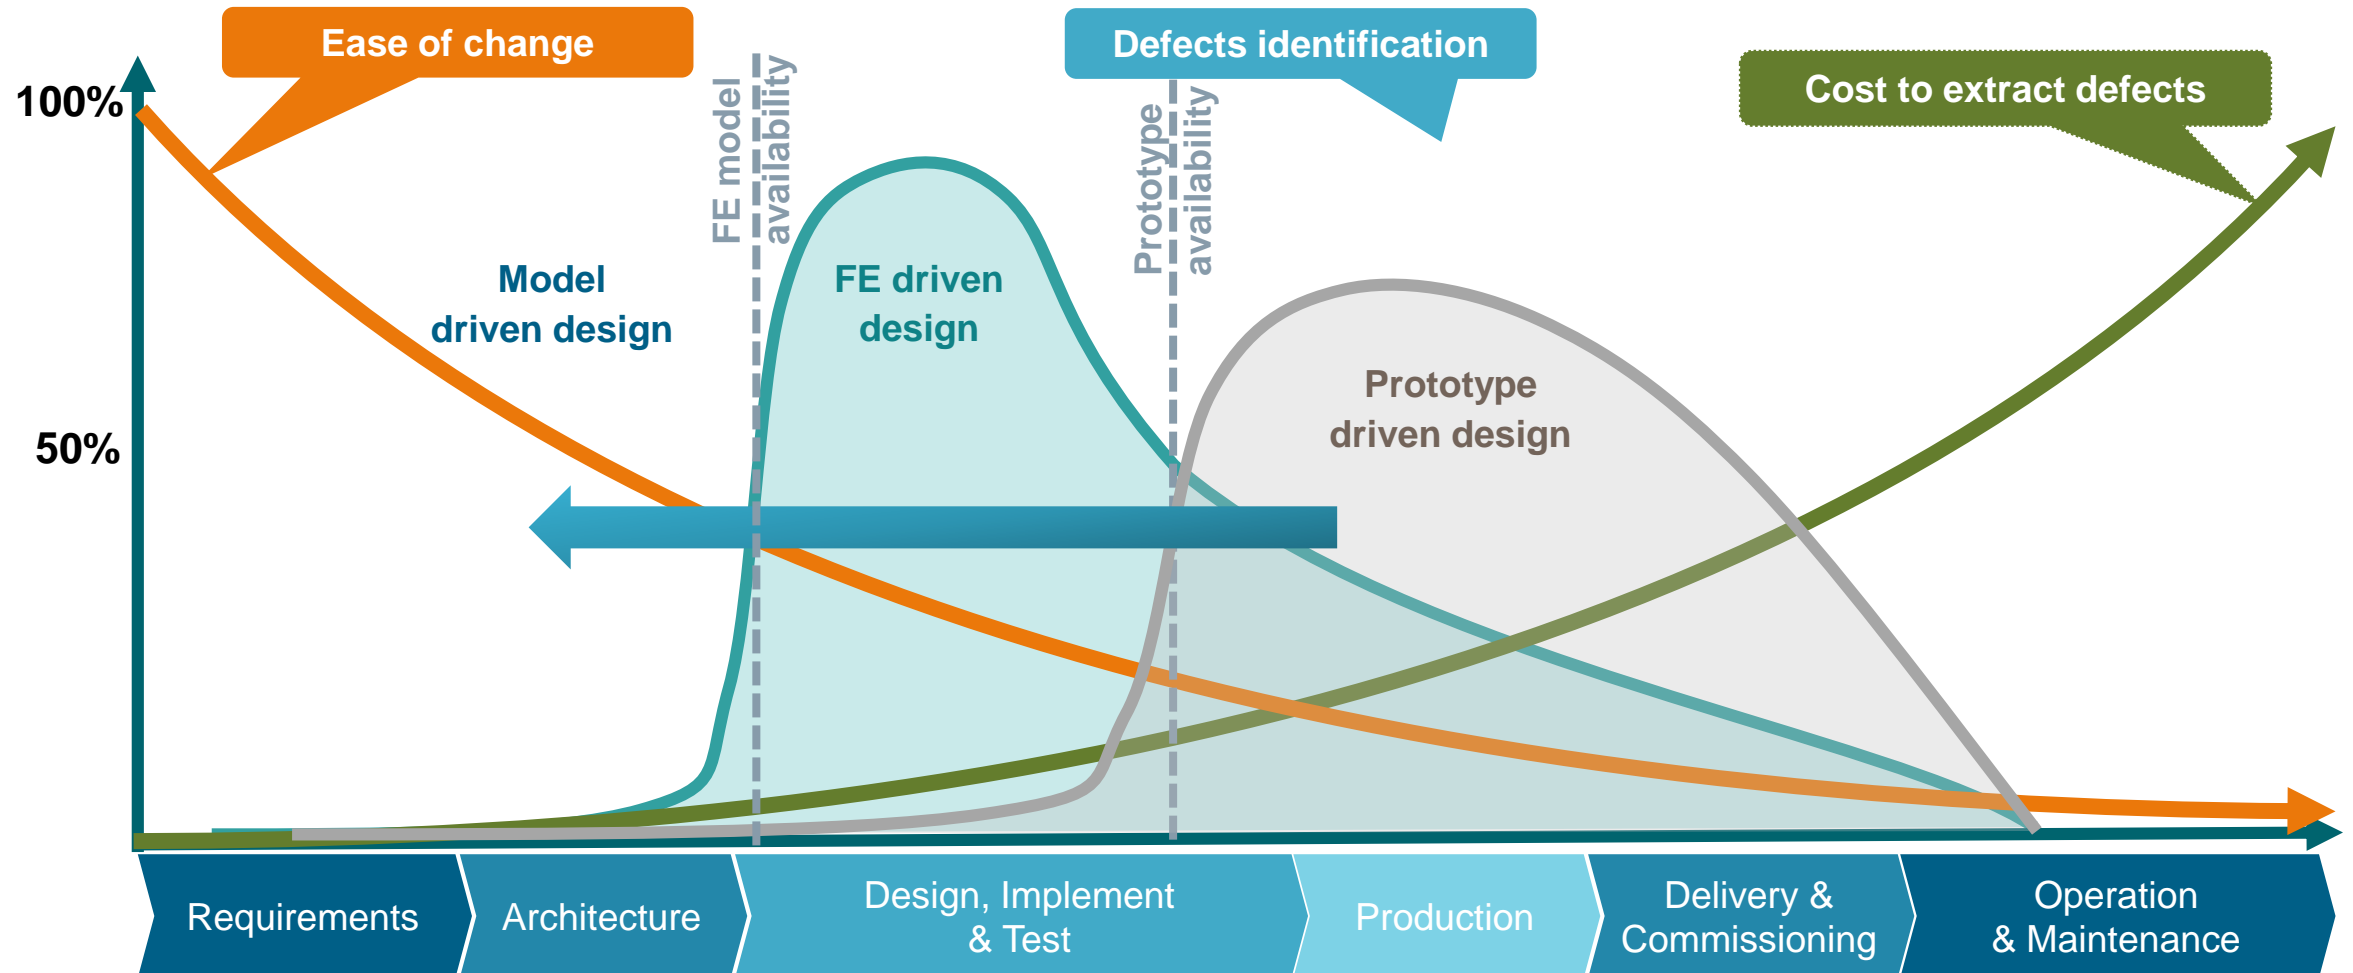 Ease of change
Defects identification
Cost to extract defects
100%
50%
FE model
availability
Prototype
availability
Model
driven design
FE driven
design
Prototype
driven design
Requirements
Architecture
Design, Implement
& Test
Production
Delivery &
Commissioning
Operation
& Maintenance